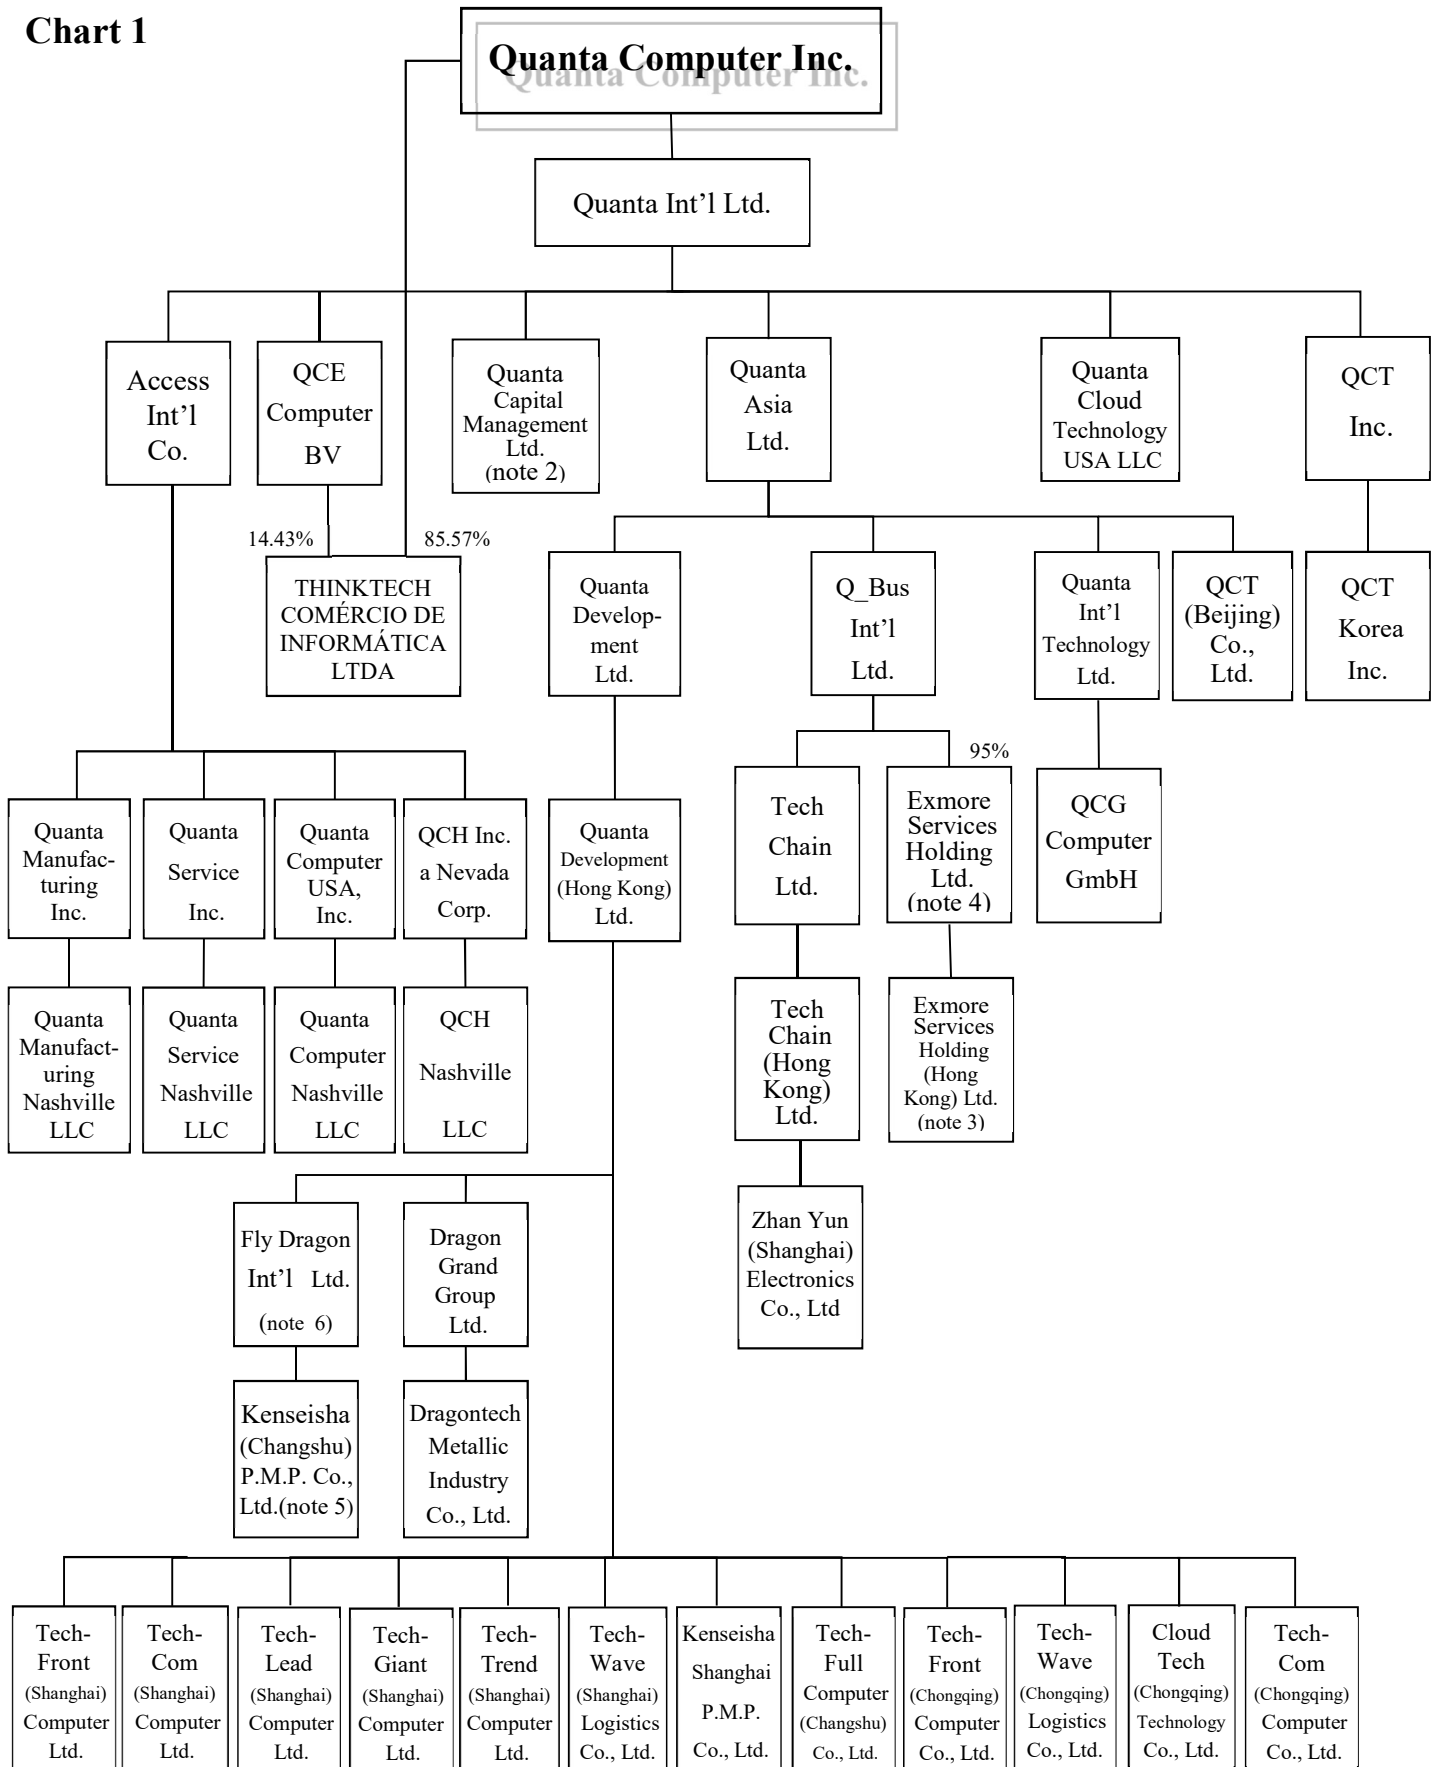 Chart 1
Quanta Computer Inc.
Quanta Int’l Ltd.
Access
Int’l
Co.
QCE
Computer
BV
Quanta
Capital
Management
Ltd.
(note 2)
Quanta
Asia
Ltd.
Quanta
Cloud
Technology
USA LLC
QCT
Inc.
14.43%
85.57%
THINKTECH
COMÉRCIO DE
INFORMÁTICA
LTDA
Quanta
Develop-
ment
Ltd.
Q_Bus
Int’l
Ltd.
Quanta
Int’l
Technology
Ltd.
QCT
(Beijing)
Co.,
Ltd.
QCT
Korea
Inc.
95%
Quanta
Manufac-
turing
Inc.
Quanta
Service
Inc.
Quanta
Computer
USA,
Inc.
QCH Inc.
a Nevada
Corp.
Quanta
Development
(Hong Kong)
Ltd.
Tech
Chain
Ltd.
Exmore
Services
Holding
Ltd.
(note 4)
QCG
Computer
GmbH
Quanta
Manufact-
uring
Nashville
LLC
Quanta
Service
Nashville
LLC
Quanta
Computer
Nashville
LLC
QCH
Nashville
LLC
Tech
Chain
(Hong
Kong)
Ltd.
Exmore
Services
Holding
(Hong
Kong) Ltd.
(note 3)
Fly Dragon
Int’l Ltd.
(note 6)
Dragon
Grand
Group
Ltd.
Zhan Yun
(Shanghai)
Electronics
Co., Ltd
Kenseisha
(Changshu)
P.M.P. Co.,
Ltd.(note 5)
Dragontech
Metallic
Industry
Co., Ltd.
Tech-
Front
(Shanghai)
Computer
Ltd.
Tech-
Com
(Shanghai)
Computer
Ltd.
Tech-
Lead
(Shanghai)
Computer
Ltd.
Tech-
Giant
(Shanghai)
Computer
Ltd.
Tech-
Trend
(Shanghai)
Computer
Ltd.
Tech-
Wave
(Shanghai)
Logistics
Co., Ltd.
Kenseisha
Shanghai
P.M.P.
Co., Ltd.
Tech-
Full
Computer
(Changshu)
Co., Ltd.
Tech-
Front
(Chongqing)
Computer
Co., Ltd.
Tech-
Wave
(Chongqing)
Logistics
Co., Ltd.
Cloud
Tech
(Chongqing)
Technology
Co., Ltd.
Tech-
Com
(Chongqing)
Computer
Co., Ltd.